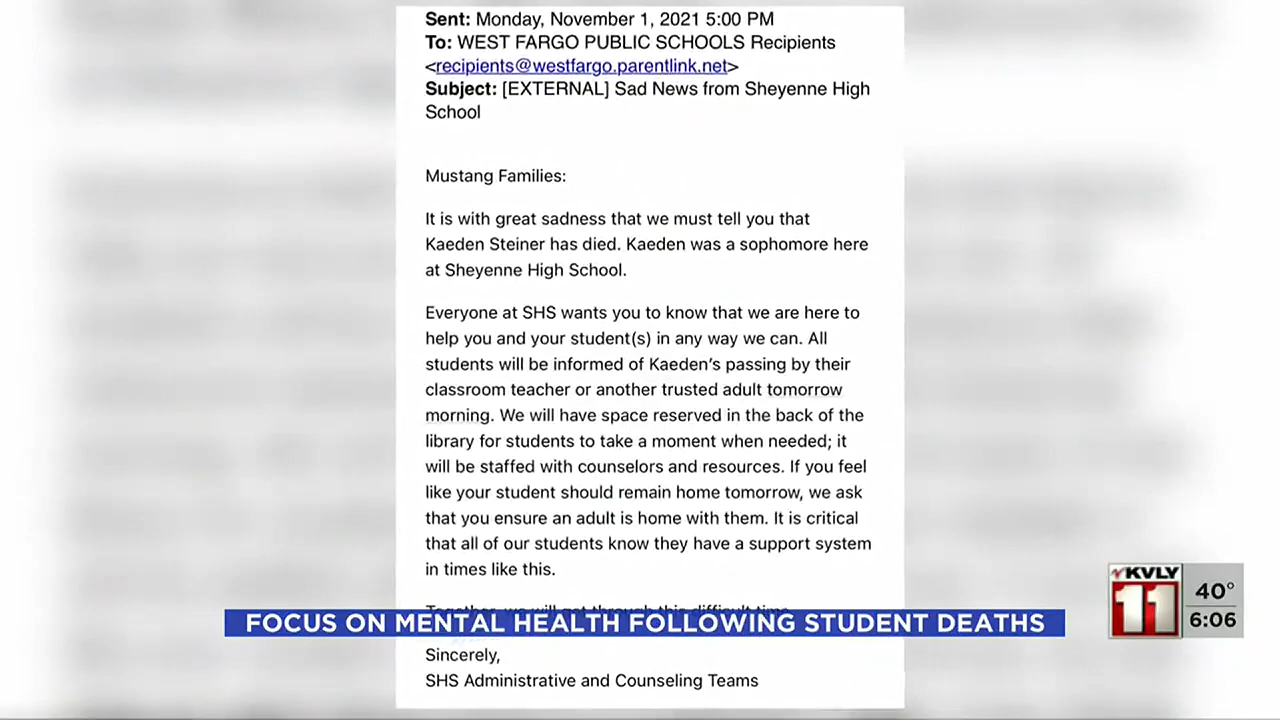 Sent: Monday, November 1, 2021 5:00 PM
To: WEST FARGO PUBLIC SCHOOLS Recipients
<recipients@westfargo.parentlink.net>
Subject: [EXTERNAL] Sad News from Sheyenne High
School
Mustang Families:
It is with great sadness that we must tell you that
Kaeden Steiner has died. Kaeden was a sophomore here
at Sheyenne High School.
Everyone at SHS wants you to know that we are here to
help you and your student(s) in any way we can. All
students will be informed of Kaeden’s passing by their
classroom teacher or another trusted adult tomorrow
morning. We will have space reserved in the back of the
library for students to take a moment when needed; it
will be staffed with counselors and resources. If you feel
like your student should remain home tomorrow, we ask
that you ensure an adult is home with them. It is critical
that all of our students know they have a support system
in times like this.
Together, we will get through this difficult time.
FOCUS ON MENTAL HEALTH FOLLOWING STUDENT DEATHS
Sincerely,
SHS Administrative and Counseling Teams
KVLY
11
40°
6:06